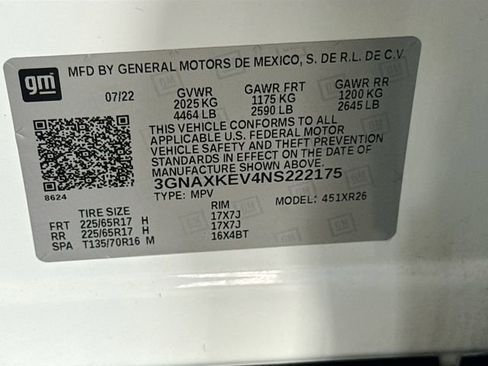 gm
MFD BY GENERAL MOTORS DE MEXICO, S. DE R.L. DE C.V.
07/22 GVWR GAWR FRT GAWR RR
2025 KG 1175 KG 1200 KG
4464 LB 2590 LB 2645 LB
THIS VEHICLE CONFORMS TO ALL
APPLICABLE U.S. FEDERAL MOTOR
VEHICLE SAFETY AND THEFT PREVENTION
STANDARDS IN EFFECT ON THE DATE OF
MANUFACTURE SHOWN ABOVE.
3GNAXKEV4NS222175
8624 TYPE: MPV MODEL: 451XR26
TIRE SIZE RIM
FRT 225/65R17 H 17X7J
RR 225/65R17 H 17X7J
SPA T135/70R16 M 16X4BT